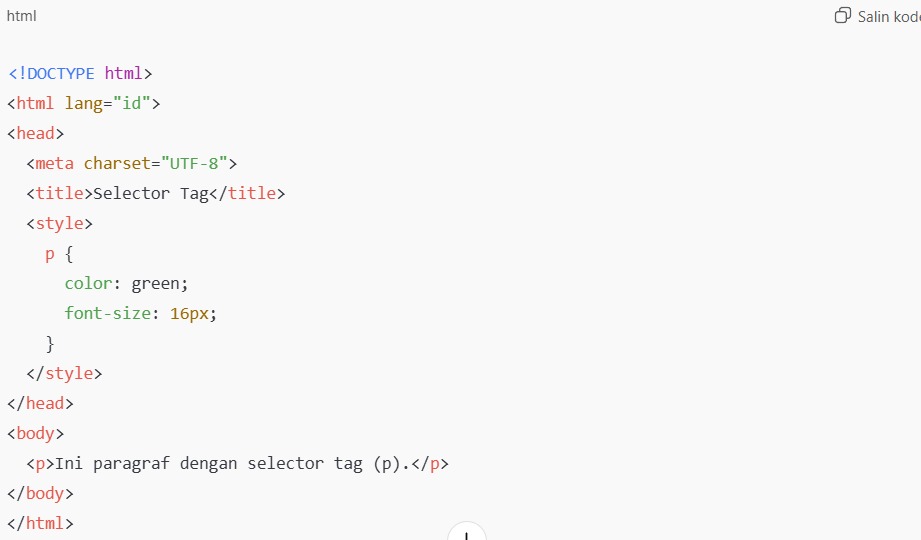 html
Salin kode
<!DOCTYPE html>
<html lang="id">
<head>
  <meta charset="UTF-8">
  <title>Selector Tag</title>
  <style>
    p {
      color: green;
      font-size: 16px;
    }
  </style>
</head>
<body>
  <p>Ini paragraf dengan selector tag (p).</p>
</body>
</html>